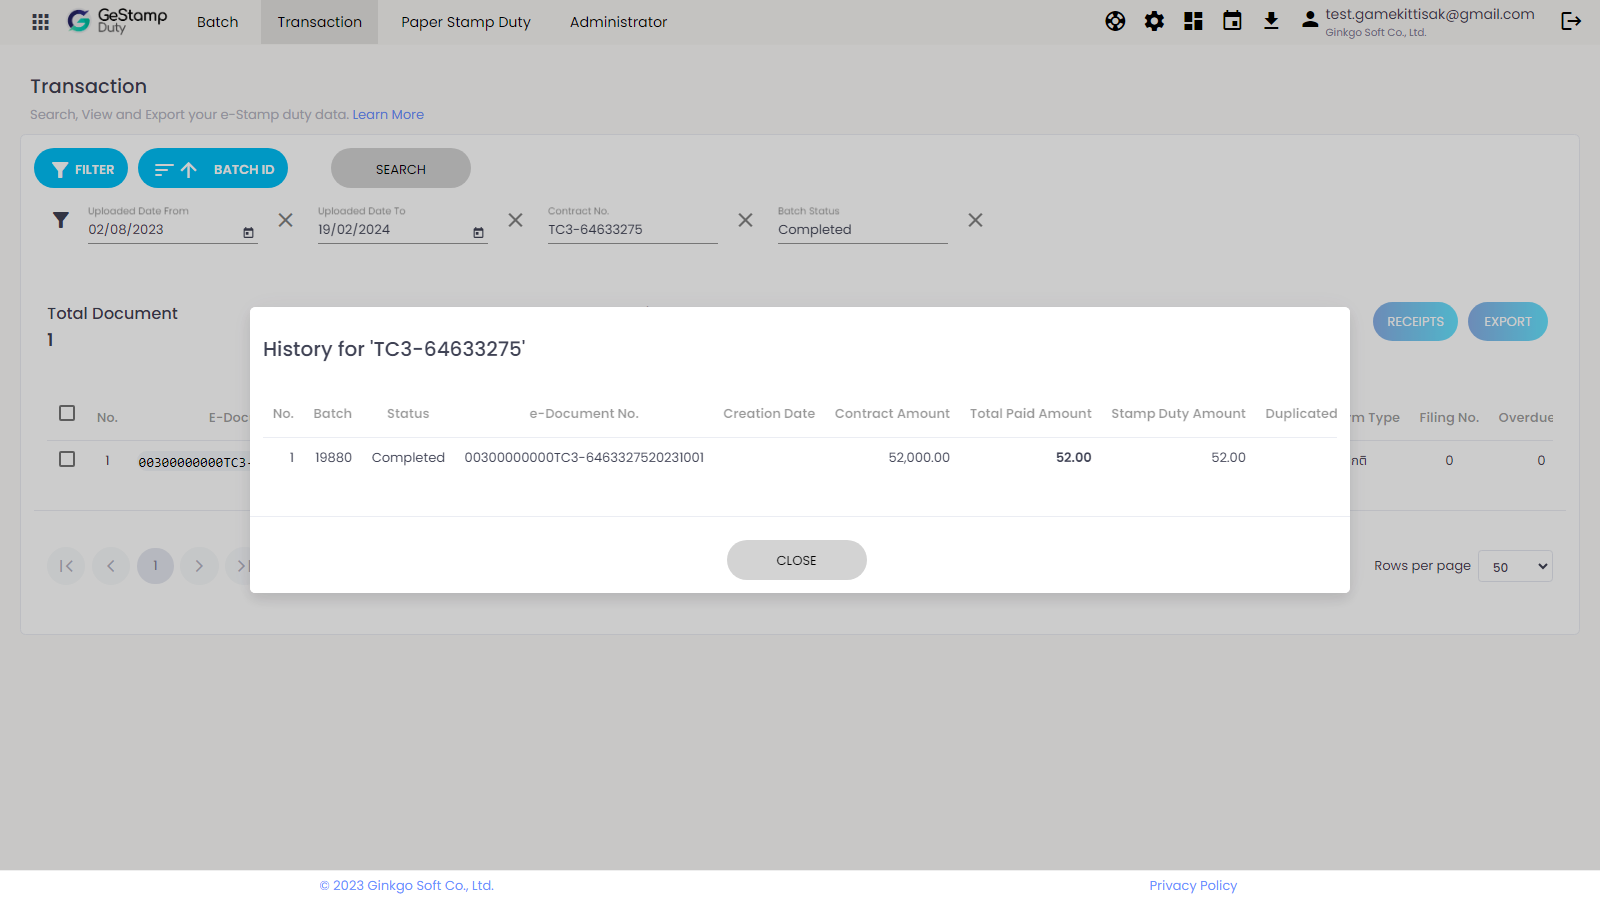 GeStamp
Duty
Batch
Transaction
Paper Stamp Duty
Administrator
test.gamekittisak@gmail.com
Ginkgo Soft Co., Ltd.
Transaction
Search, View and Export your e-Stamp duty data. Learn More
FILTER
BATCH ID
SEARCH
Uploaded Date From
02/08/2023
Uploaded Date To
19/02/2024
Contract No.
TC3-64633275
Batch Status
Completed
Total Document
1
RECEIPTS
EXPORT
History for 'TC3-64633275'
No. Batch Status e-Document No. Creation Date Contract Amount Total Paid Amount Stamp Duty Amount Duplicated
1 19880 Completed 00300000000TC3-6463327520231001 52,000.00 52.00 52.00
CLOSE
No. E-Doc Type Filing No. Overdue
1 00300000000TC3- 0 0
1
Rows per page 50
© 2023 Ginkgo Soft Co., Ltd.
Privacy Policy